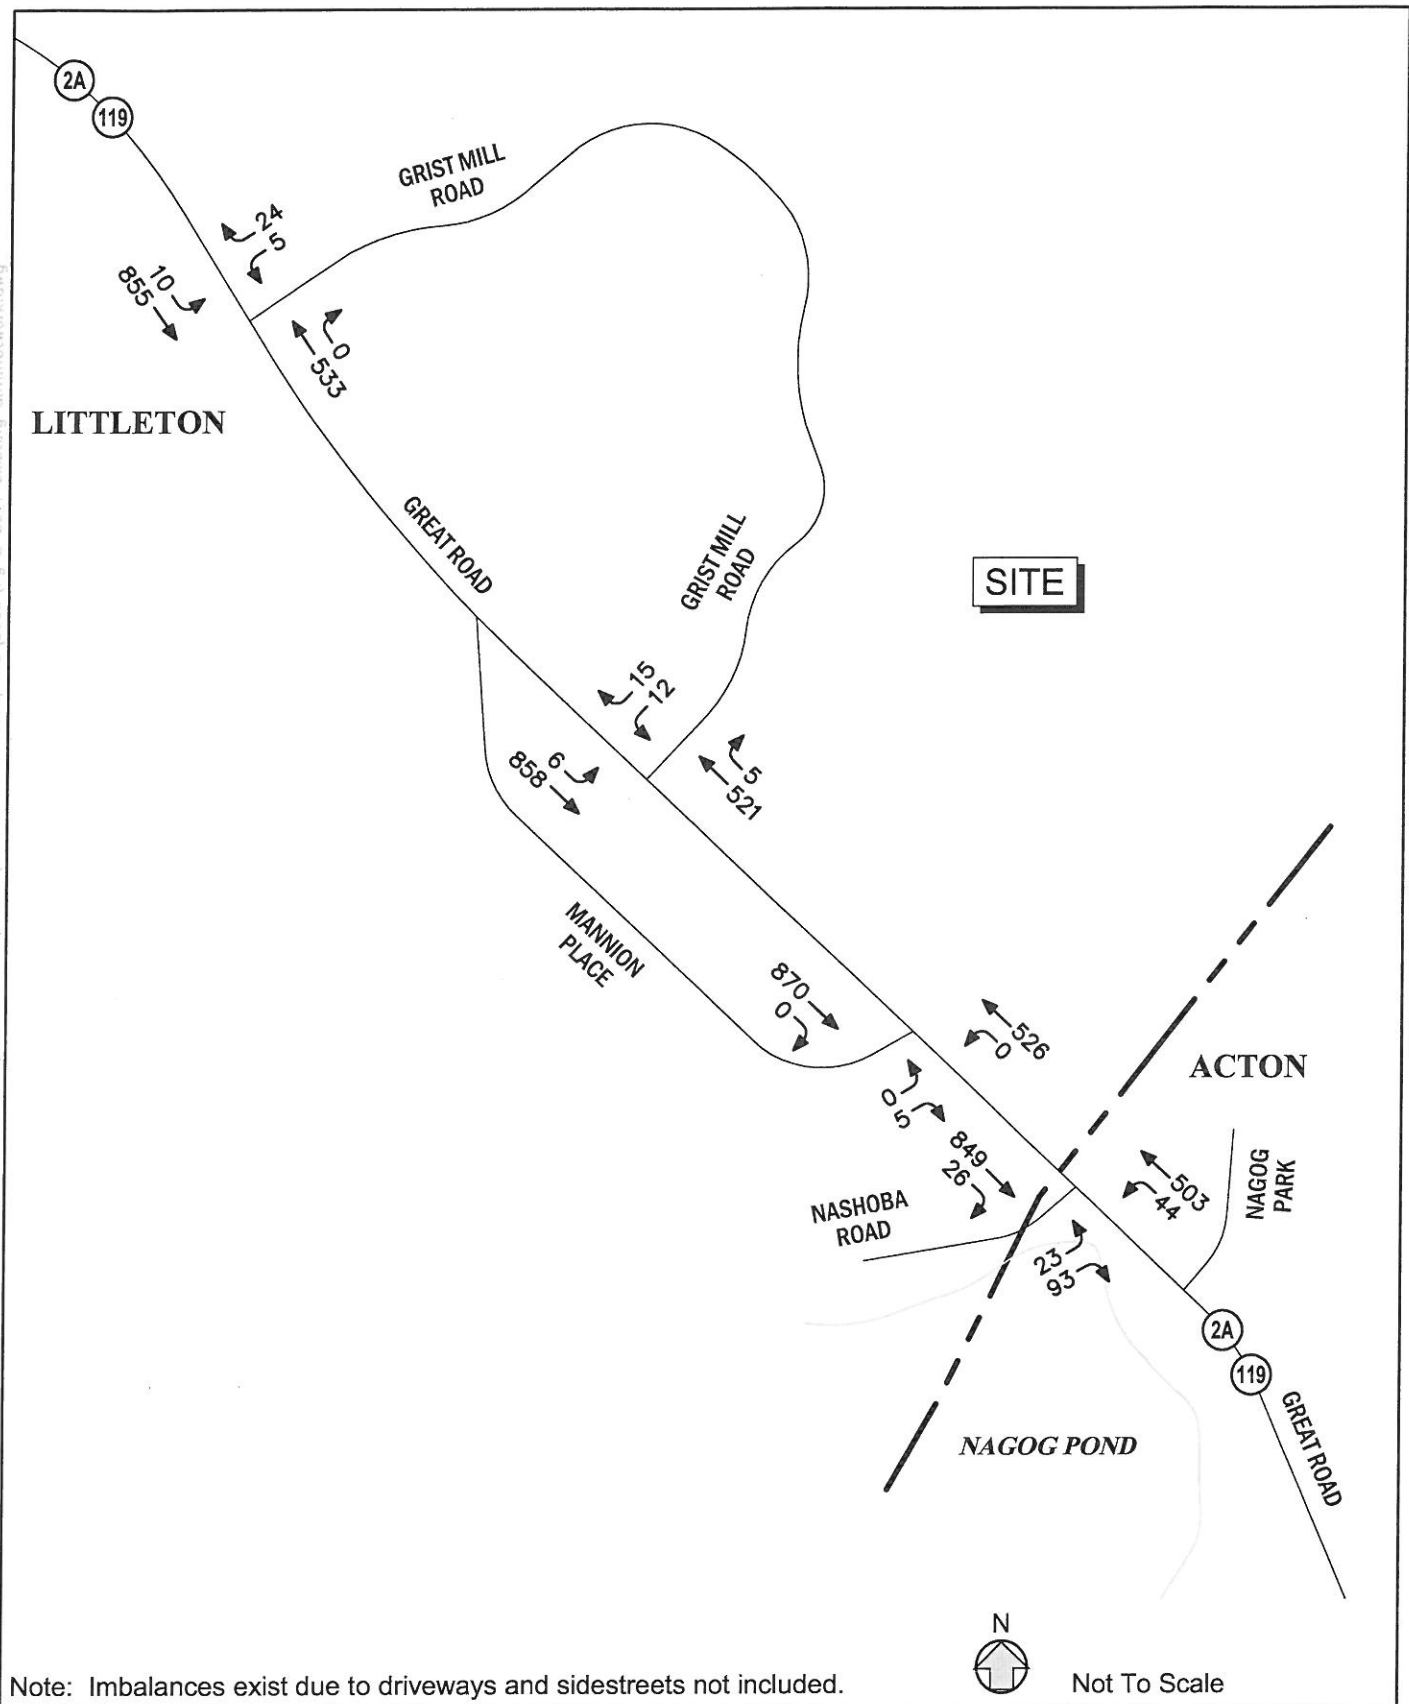 2A
119
GRIST MILL
ROAD
24
5
10
855
0
533
LITTLETON
GREAT ROAD
GRIST MILL
ROAD
SITE
15
12
6
858
5
521
MANNION
PLACE
870
0
526
0
ACTON
0
5
849
26
503
44
NAGOG
PARK
NASHOBA
ROAD
23
93
2A
119
GREAT ROAD
NAGOG POND
N
Note: Imbalances exist due to driveways and sidestreets not included.
Not To Scale